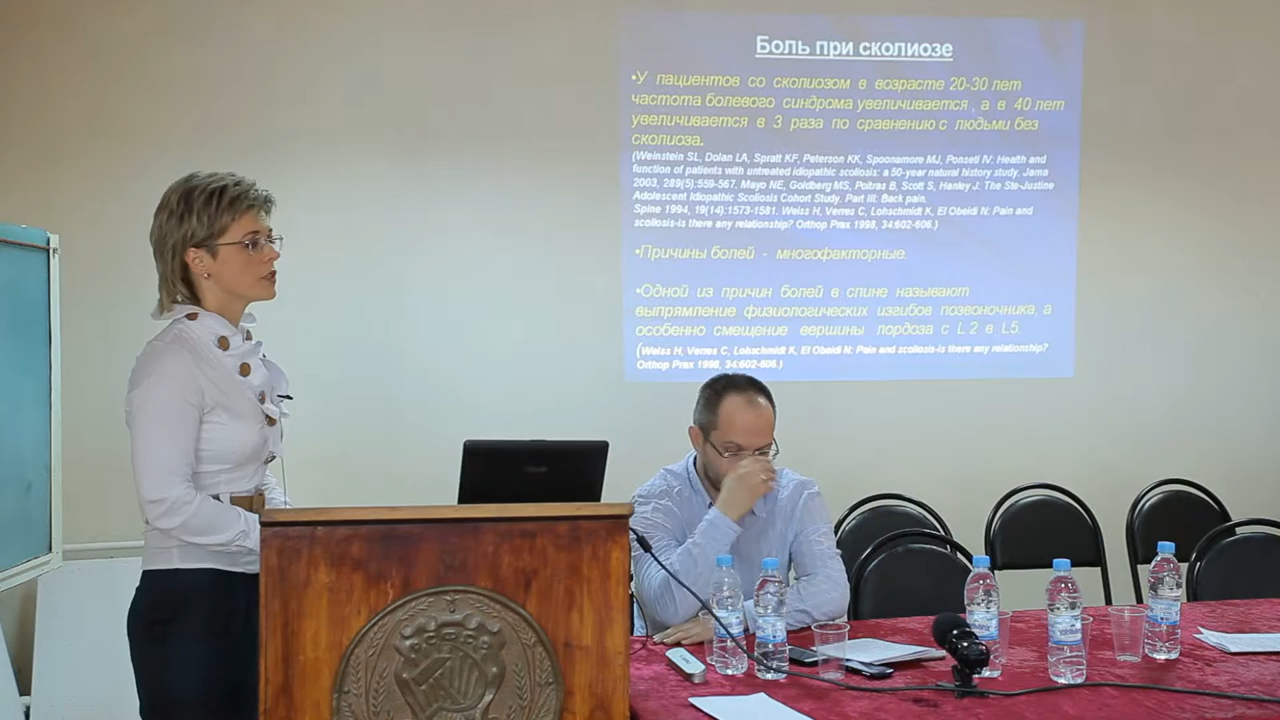 Боль при сколиозе
•У пациентов со сколиозом в возрасте 20-30 лет
частота болевого синдрома увеличивается , а в 40 лет
увеличивается в 3 раза по сравнению с людьми без
сколиоза.
(Weinstein SL, Dolan LA, Spratt KF, Peterson KK, Spoonamore MJ, Ponseti IV: Health and
function of patients with untreated idiopathic scoliosis: a 50-year natural history study. Jama
2003, 289(5):559-567. Mayo NE, Goldberg MS, Poitras B, Scott S, Hanley J. The Ste-Justine
Adolescent Idiopathic Scoliosis Cohort Study. Part III: Back pain.
Spine 1994, 19(14):1573-1581. Weiss H, Verres C, Lohschmidt K, El Obeidi N: Pain and
scoliosis-is there any relationship? Orthop Prax 1998, 34:602-606.)
•Причины болей - многофакторные.
•Одной из причин болей в спине называют
выпрямление физиологических изгибов позвоночника, а
особенно смещение вершины лордоза с L 2 в L5.
(Weiss H, Verres C, Lohschmidt K, El Obeidi N: Pain and scoliosis-is there any relationship?
Orthop Prax 1998, 34:602-606.)